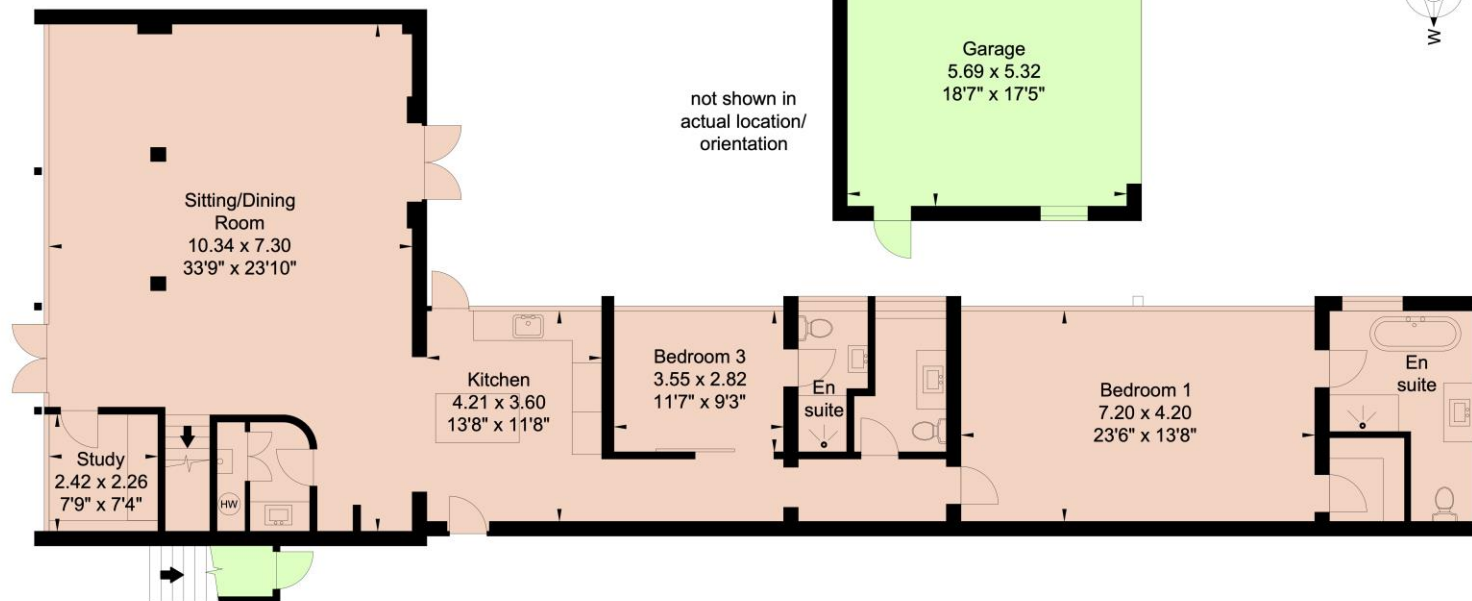 Garage
5.69 x 5.32
18'7" x 17'5"
W
not shown in
actual location/
orientation
Sitting/Dining
Room
10.34 x 7.30
33'9" x 23'10"
Kitchen
4.21 x 3.60
13'8" x 11'8"
Bedroom 3
3.55 x 2.82
11'7" x 9'3"
En
suite
Bedroom 1
7.20 x 4.20
23'6" x 13'8"
En
suite
Study
2.42 x 2.26
7'9" x 7'4"
HW